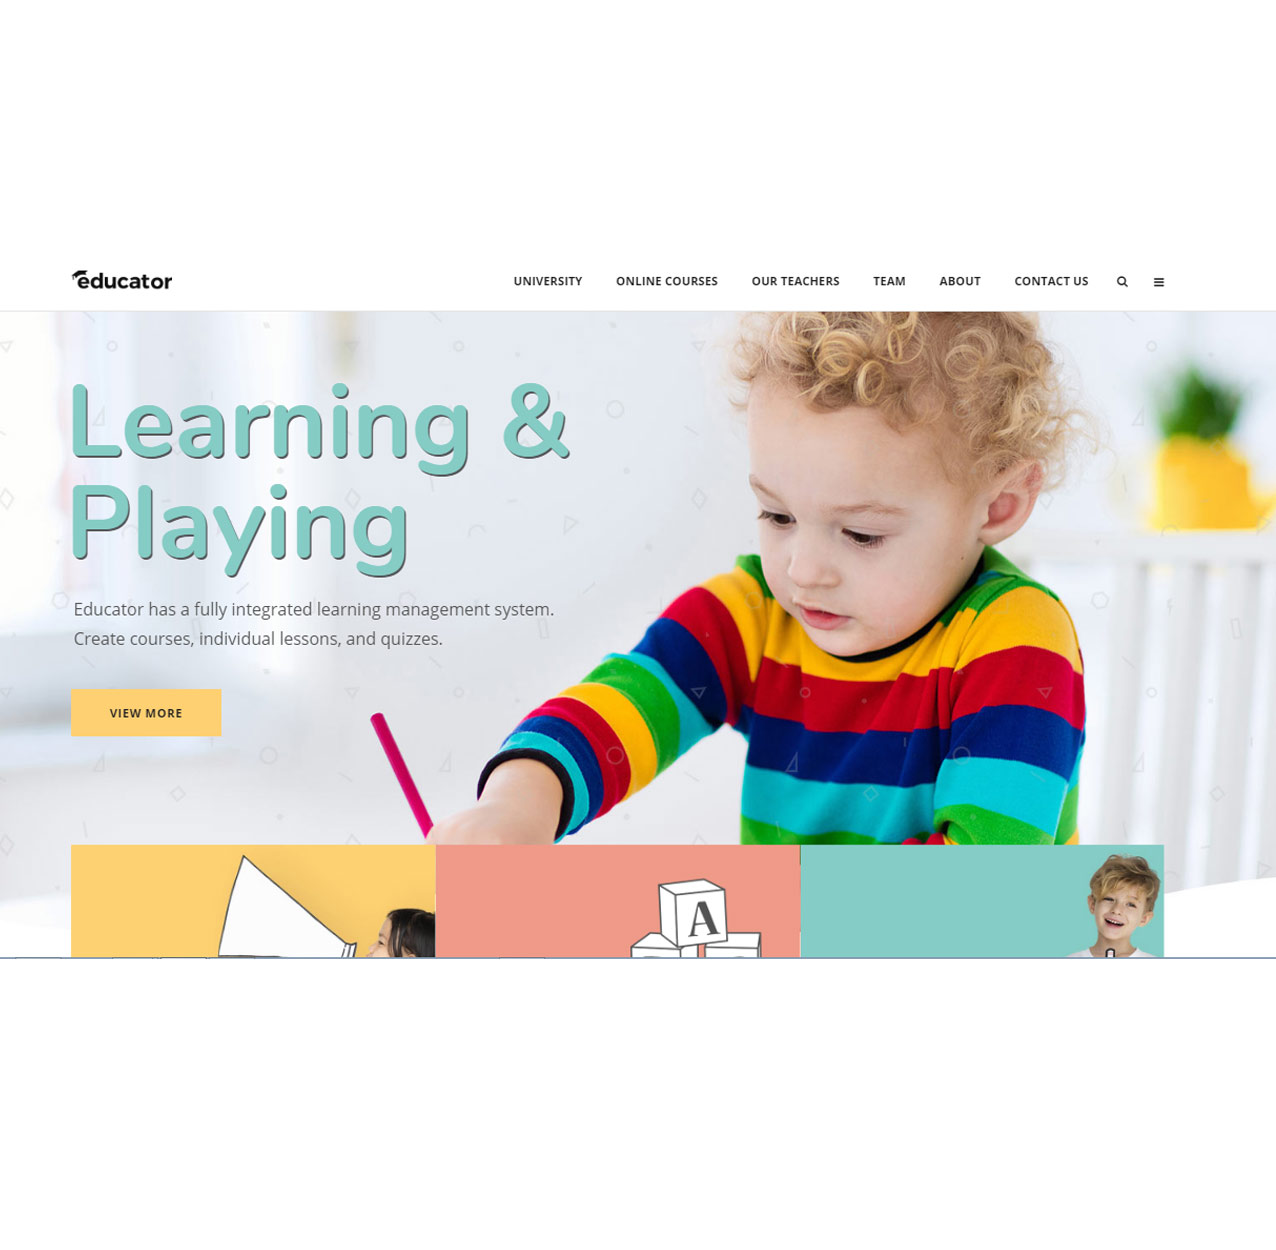 educator
UNIVERSITY ONLINE COURSES OUR TEACHERS TEAM ABOUT CONTACT US
Learning &
Playing
Educator has a fully integrated learning management system.
Create courses, individual lessons, and quizzes.
VIEW MORE
A